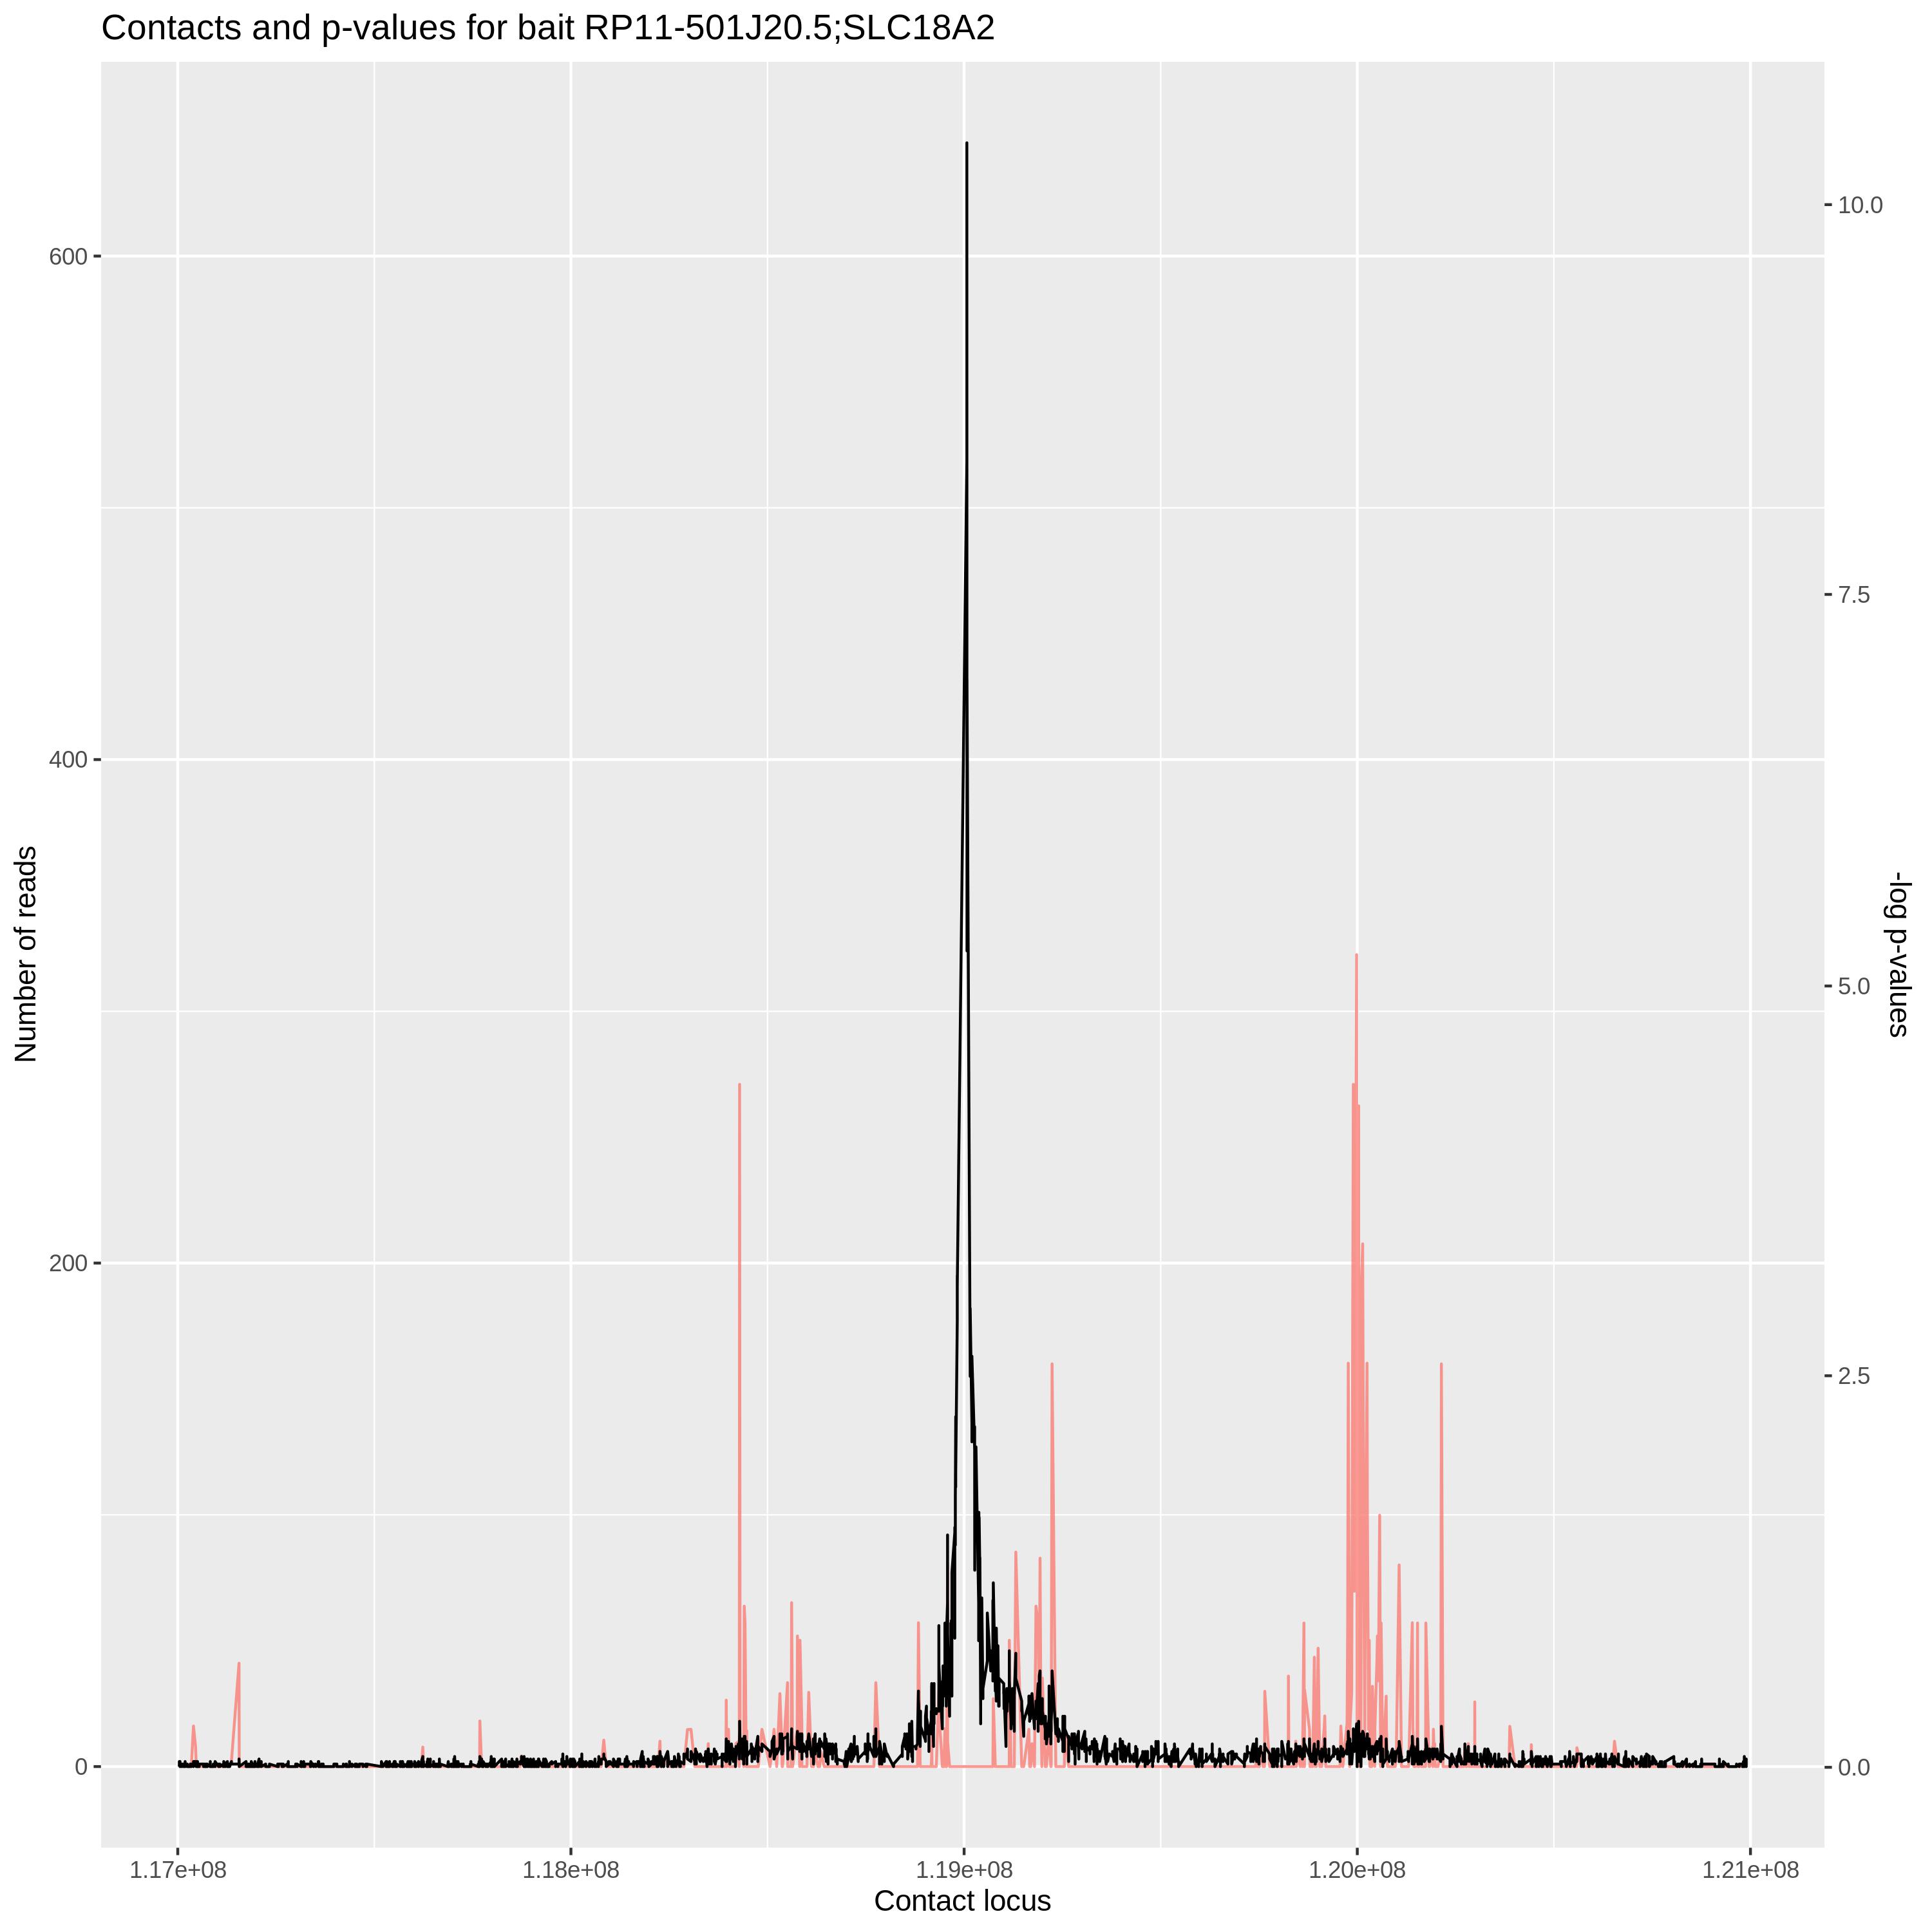 Contacts and p-values for bait RP11-501J20.5;SLC18A2
600
400
200
0
Number of reads
10.0
7.5
5.0
2.5
0.0
-log p-values
1.17e+08 1.18e+08 1.19e+08 1.20e+08 1.21e+08
Contact locus